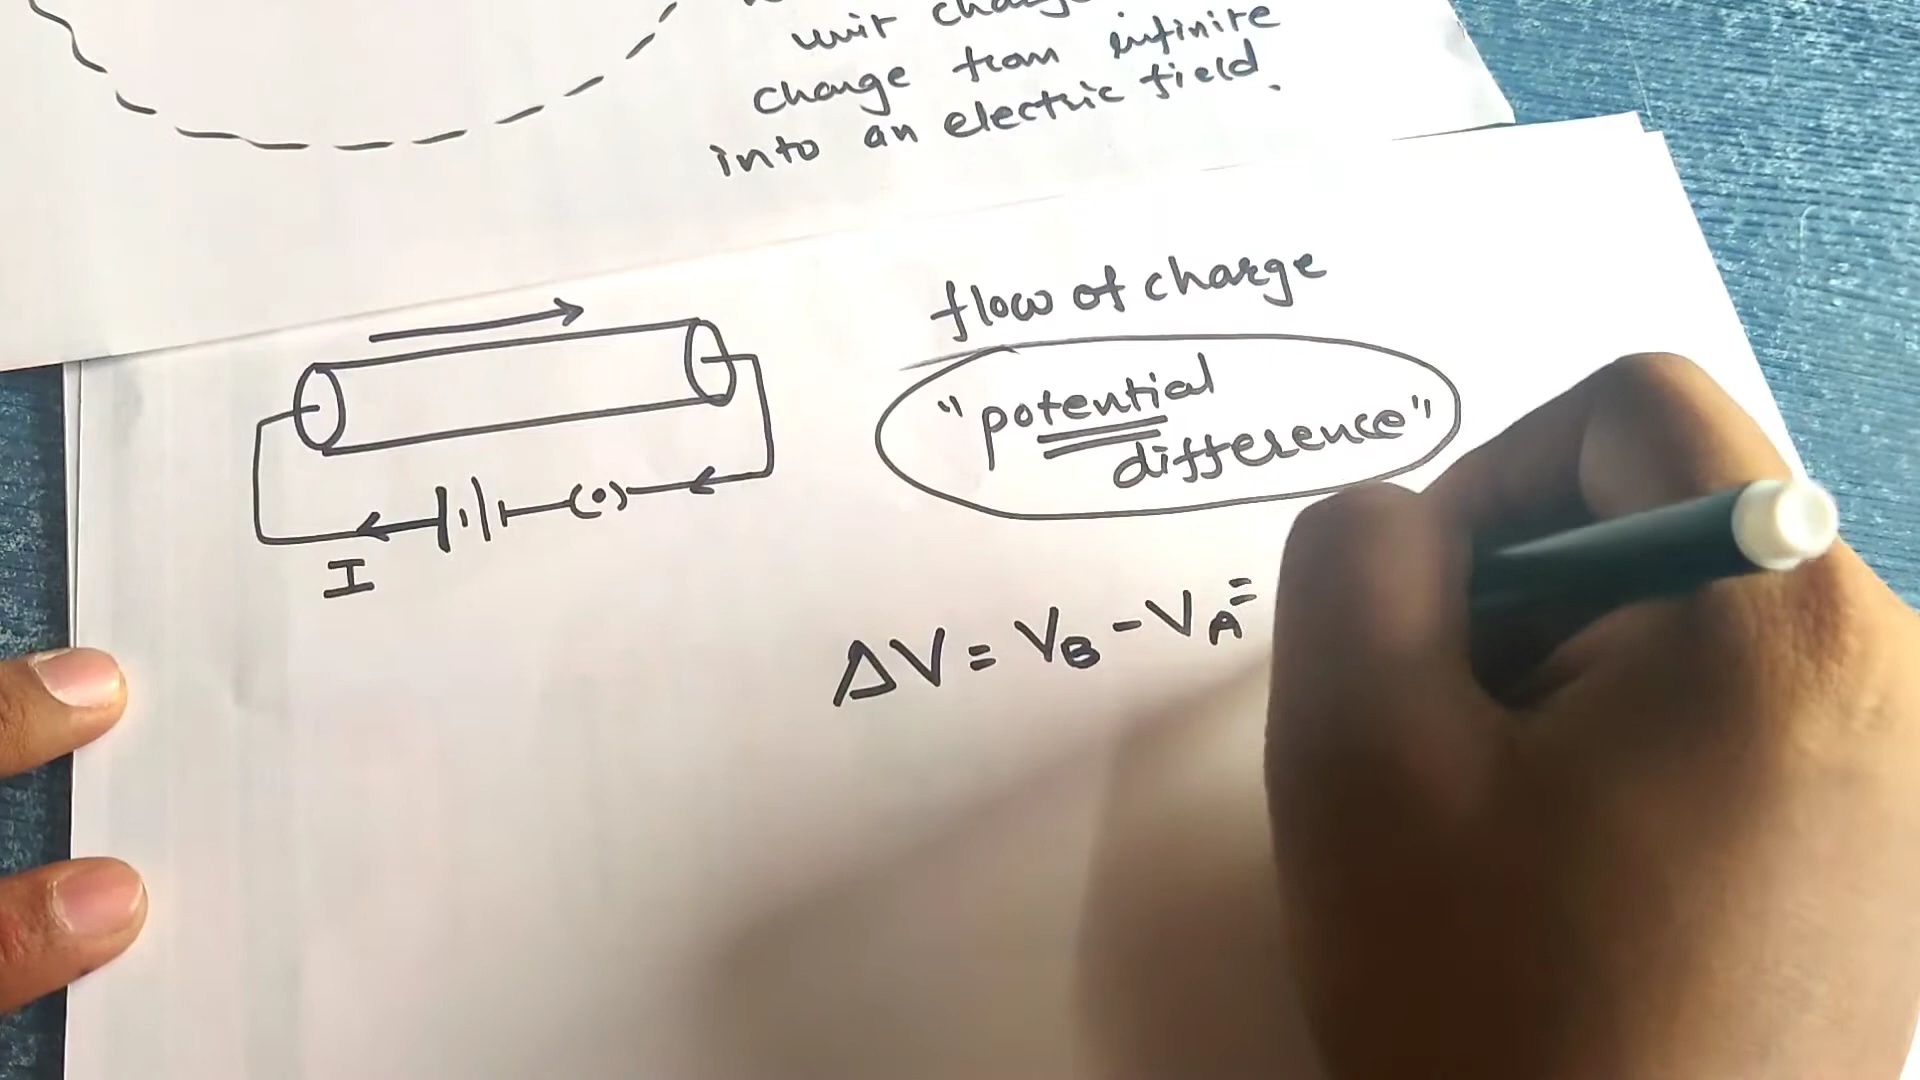 unit charge
charge from infinite
into an electric field.
flow of charge
"potential
difference"
I
ΔV = VB - VA =